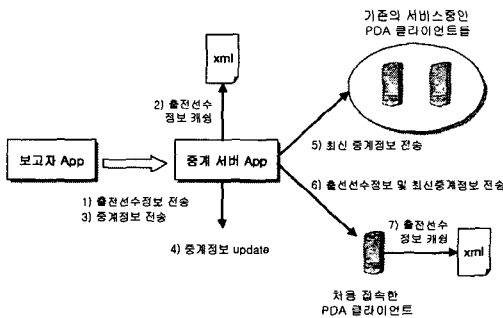 기존의 서비스중인
PDA 클라이언트들
xml
2) 출전선수
정보 캐슁
보고자 App
중계 서버 App
5) 최신 중계정보 전송
1) 출전선수정보 전송
3) 중계정보 전송
6) 출전선수정보 및 최신중계정보 전송
4) 중계정보 update
7) 출전선수
정보 캐슁
xml
처음 접속한
PDA 클라이언트